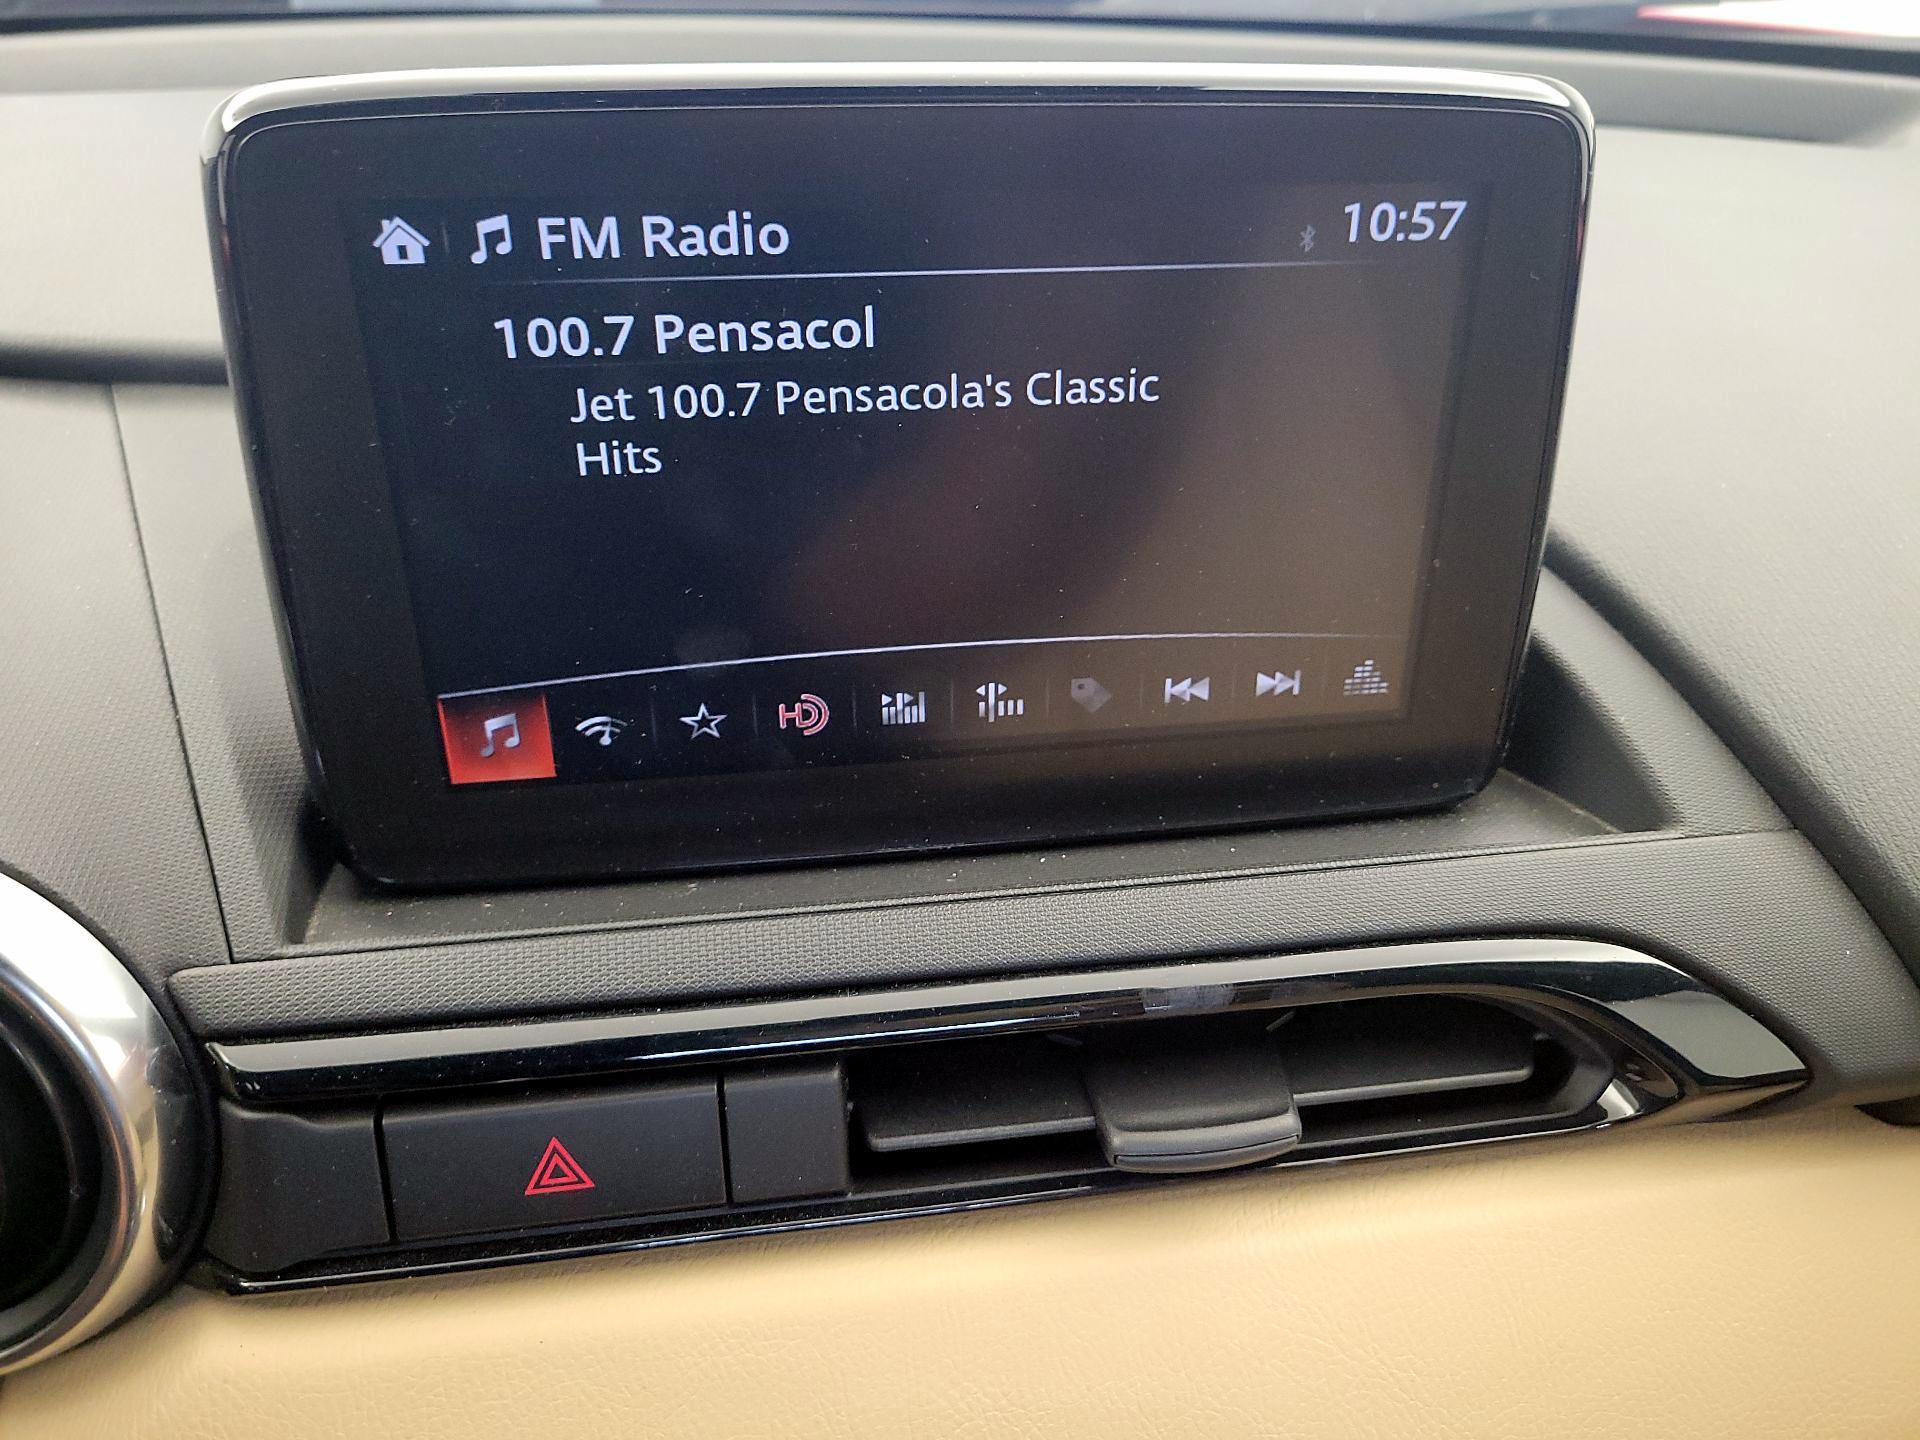 FM Radio
10:57
100.7 Pensacol
Jet 100.7 Pensacola's Classic
Hits
HD